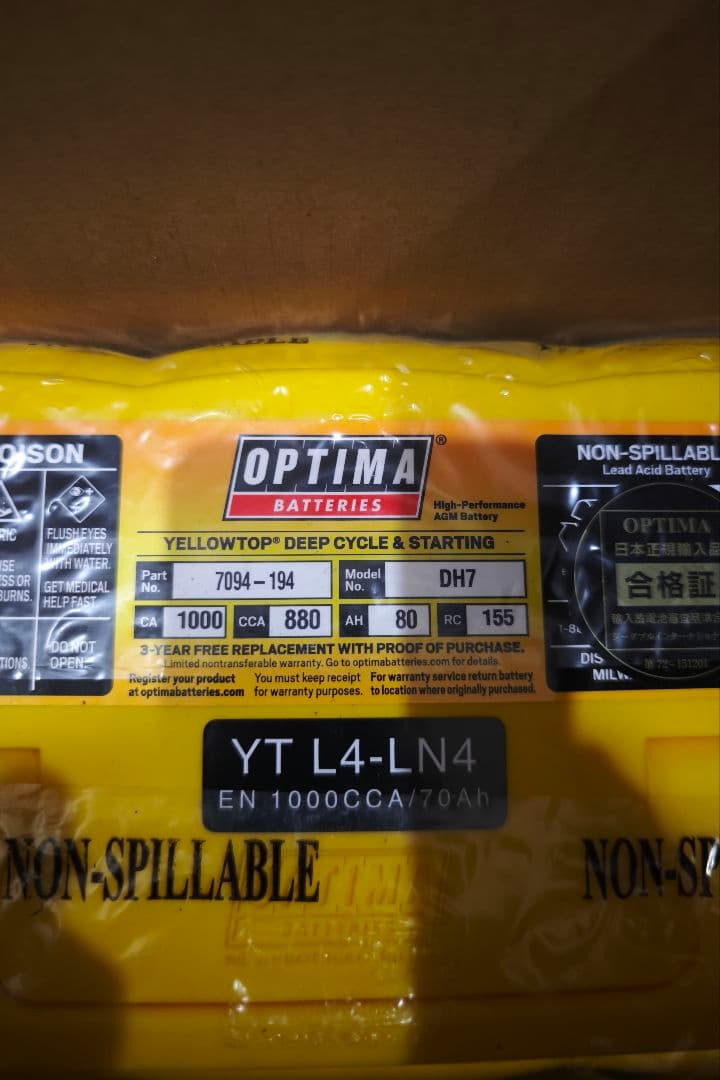 OISON
FLUSH EYES
IMMEDIATELY
WITH WATER.
GET MEDICAL
HELP FAST.
BURNS.
DO NOT
OPEN.
OPTIMA®
BATTERIES
High-Performance
AGM Battery
YELLOWTOP® DEEP CYCLE & STARTING
Part No. 7094-194 Model No. DH7
CA 1000 CCA 880 AH 80 RC 155
3-YEAR FREE REPLACEMENT WITH PROOF OF PURCHASE.
Limited nontransferable warranty. Go to optimabatteries.com for details.
Register your product
at optimabatteries.com
You must keep receipt
for warranty purposes.
For warranty service return battery
to location where originally purchased.
NON-SPILLABL
Lead Acid Battery
OPTIMA
日本正規輸入品
合格証
YT L4-LN4
EN 1000CCA/70Ah
NON-SPILLABLE
NON-SP